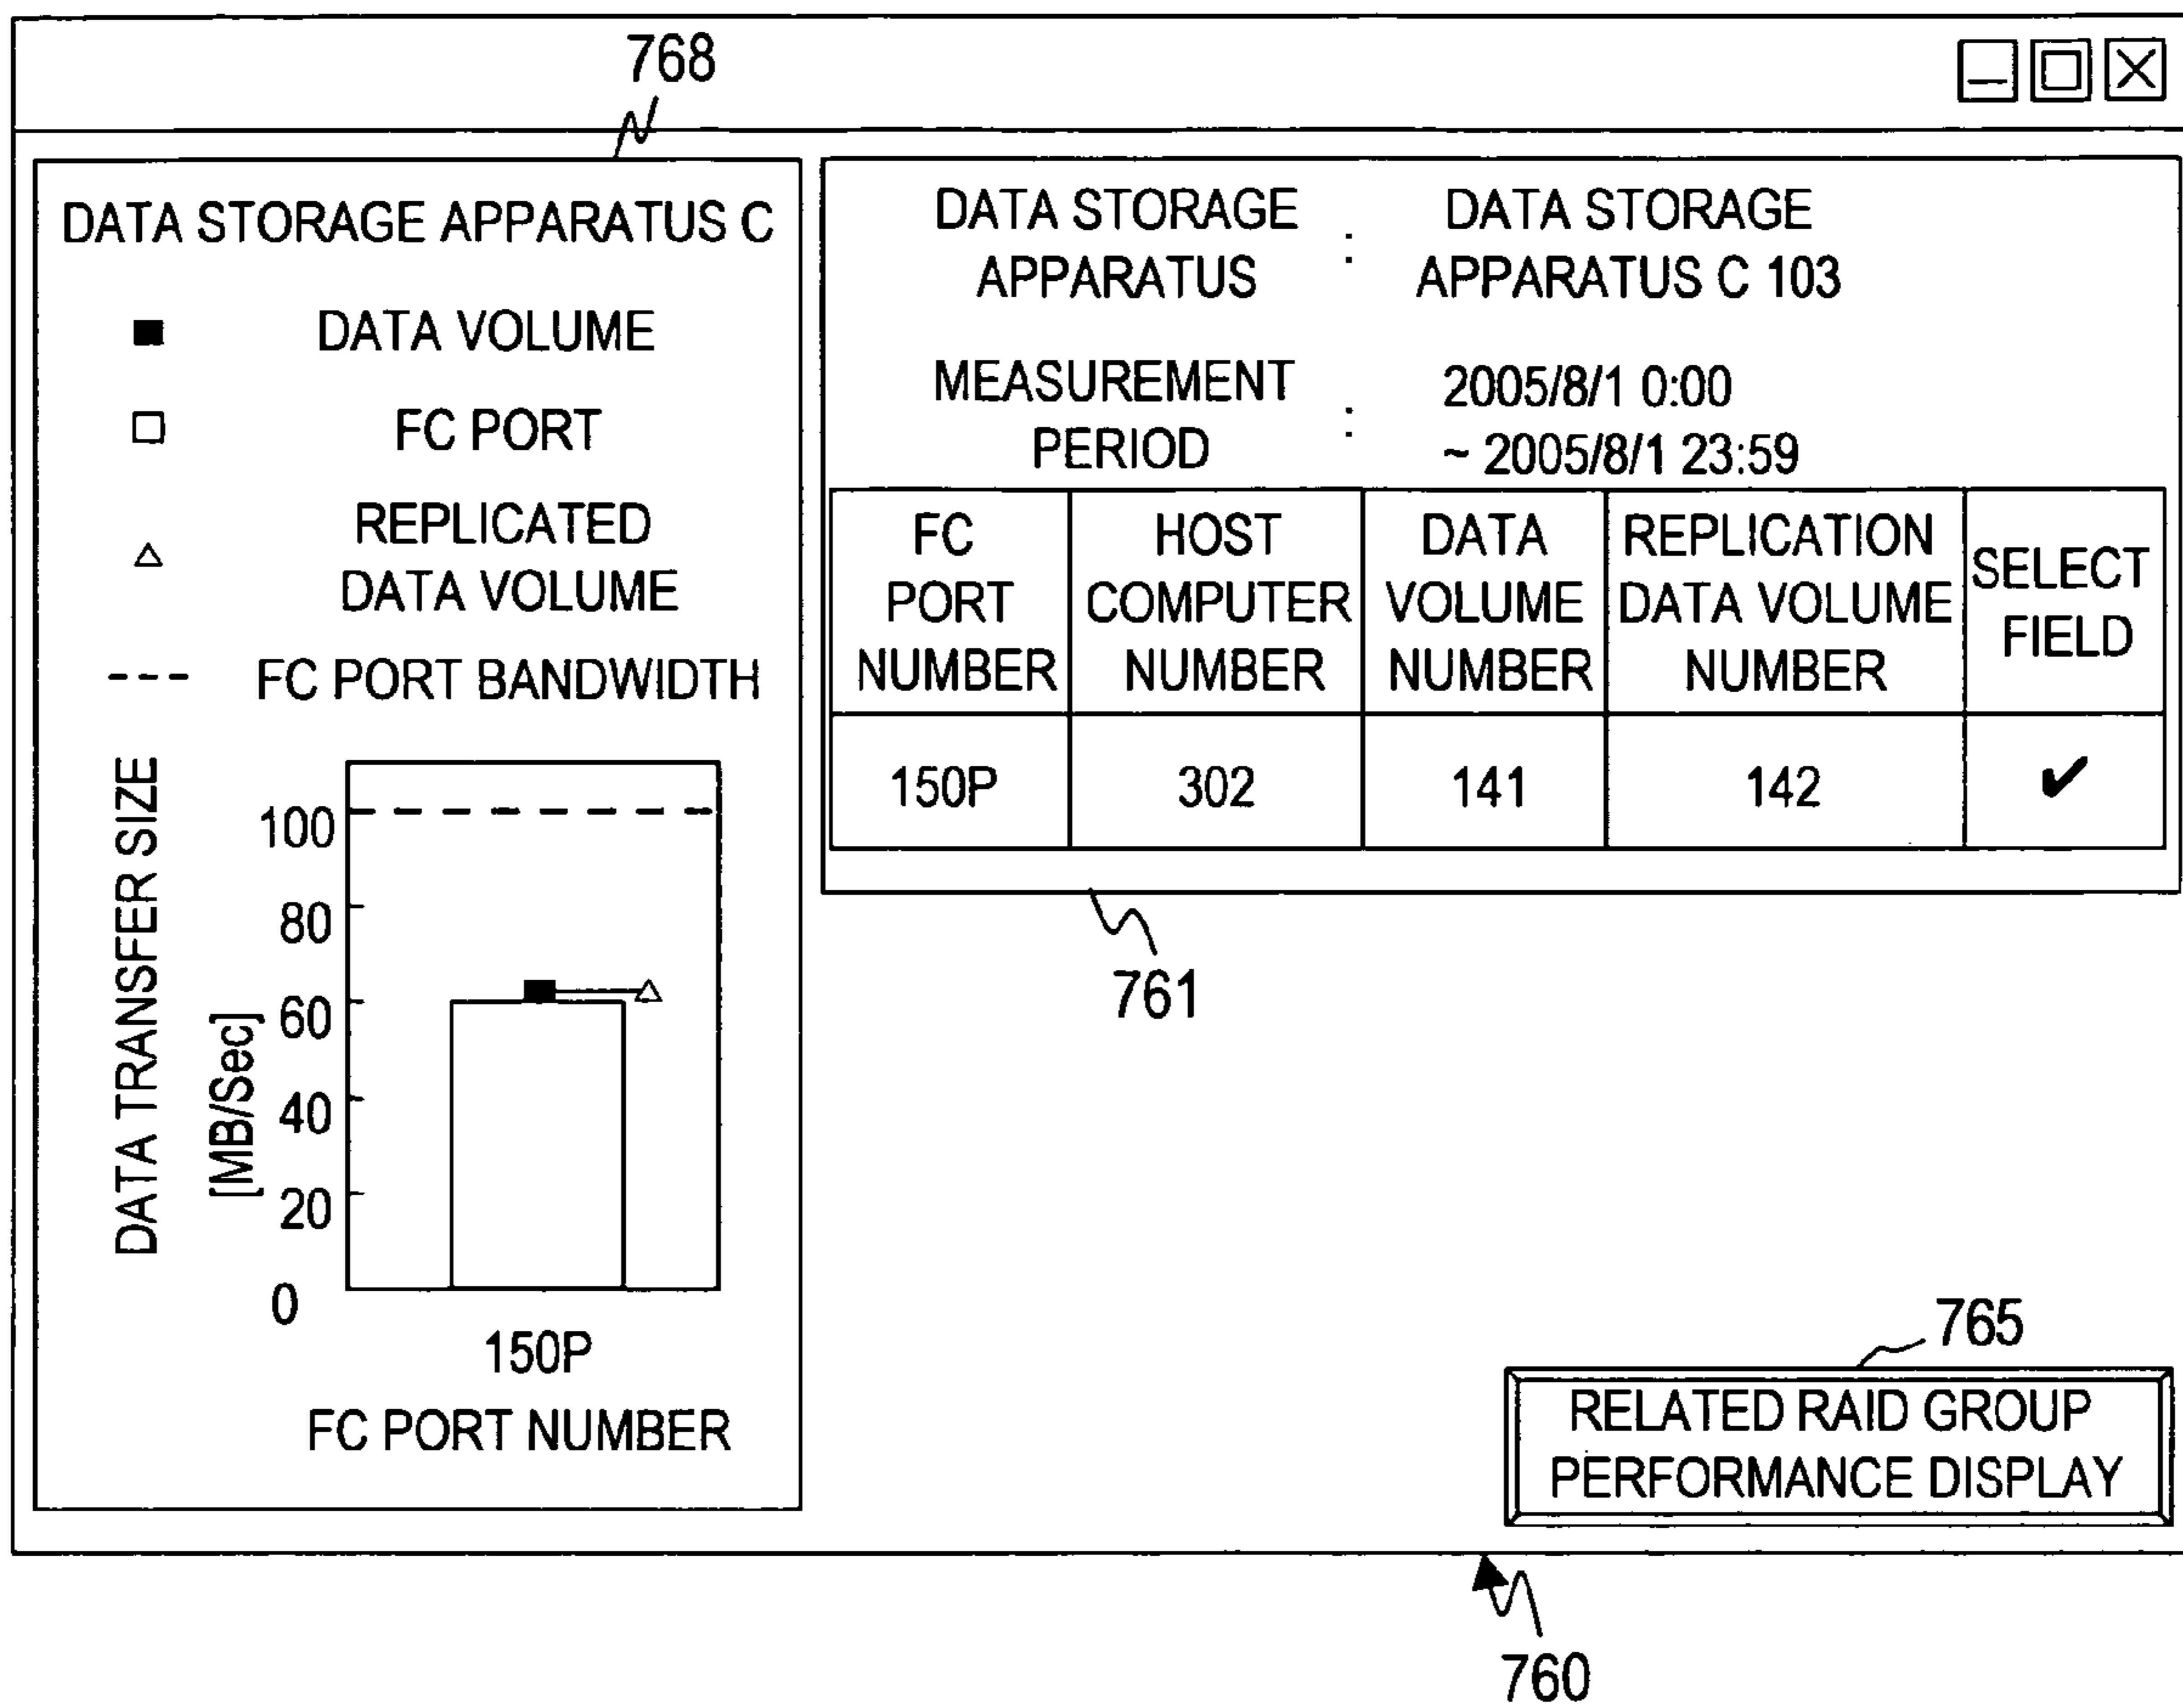 768
DATA STORAGE APPARATUS C
DATA VOLUME
FC PORT
REPLICATED
DATA VOLUME
FC PORT BANDWIDTH
DATA TRANSFER SIZE
[MB/Sec]
100
80
60
40
20
0
150P
FC PORT NUMBER
DATA STORAGE
APPARATUS
:
DATA STORAGE
APPARATUS C 103
MEASUREMENT
PERIOD
:
2005/8/1 0:00
~ 2005/8/1 23:59
FC
PORT
NUMBER
HOST
COMPUTER
NUMBER
DATA
VOLUME
NUMBER
REPLICATION
DATA VOLUME
NUMBER
SELECT
FIELD
150P
302
141
142
✔
761
765
RELATED RAID GROUP
PERFORMANCE DISPLAY
760